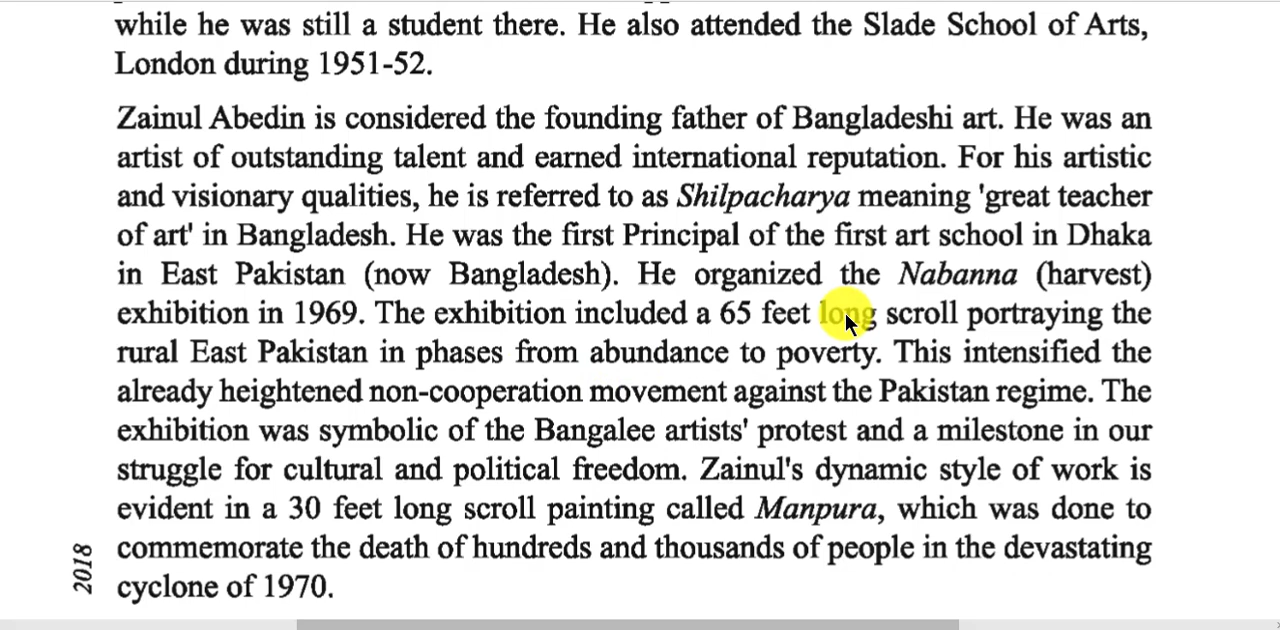 while he was still a student there. He also attended the Slade School of Arts,
London during 1951-52.
Zainul Abedin is considered the founding father of Bangladeshi art. He was an
artist of outstanding talent and earned international reputation. For his artistic
and visionary qualities, he is referred to as Shilpacharya meaning 'great teacher
of art' in Bangladesh. He was the first Principal of the first art school in Dhaka
in East Pakistan (now Bangladesh). He organized the Nabanna (harvest)
exhibition in 1969. The exhibition included a 65 feet long scroll portraying the
rural East Pakistan in phases from abundance to poverty. This intensified the
already heightened non-cooperation movement against the Pakistan regime. The
exhibition was symbolic of the Bangalee artists' protest and a milestone in our
struggle for cultural and political freedom. Zainul's dynamic style of work is
evident in a 30 feet long scroll painting called Manpura, which was done to
commemorate the death of hundreds and thousands of people in the devastating
cyclone of 1970.
2018